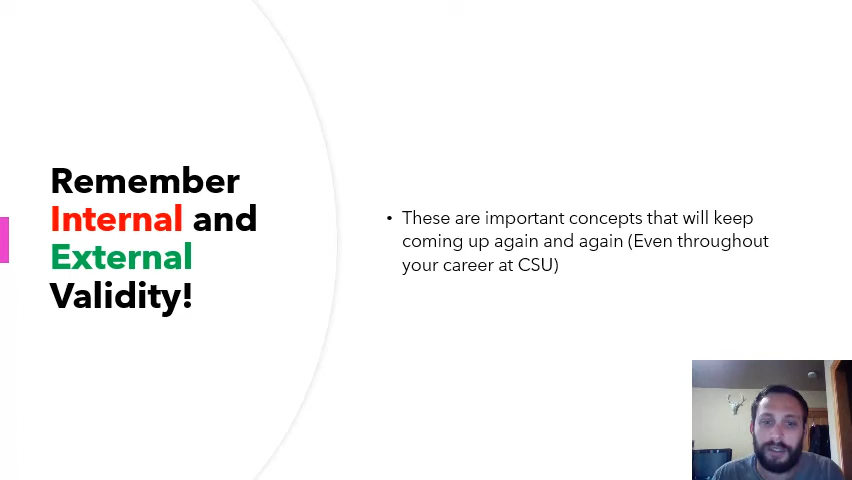 Remember
Internal and
External
Validity!
• These are important concepts that will keep
coming up again and again (Even throughout
your career at CSU)